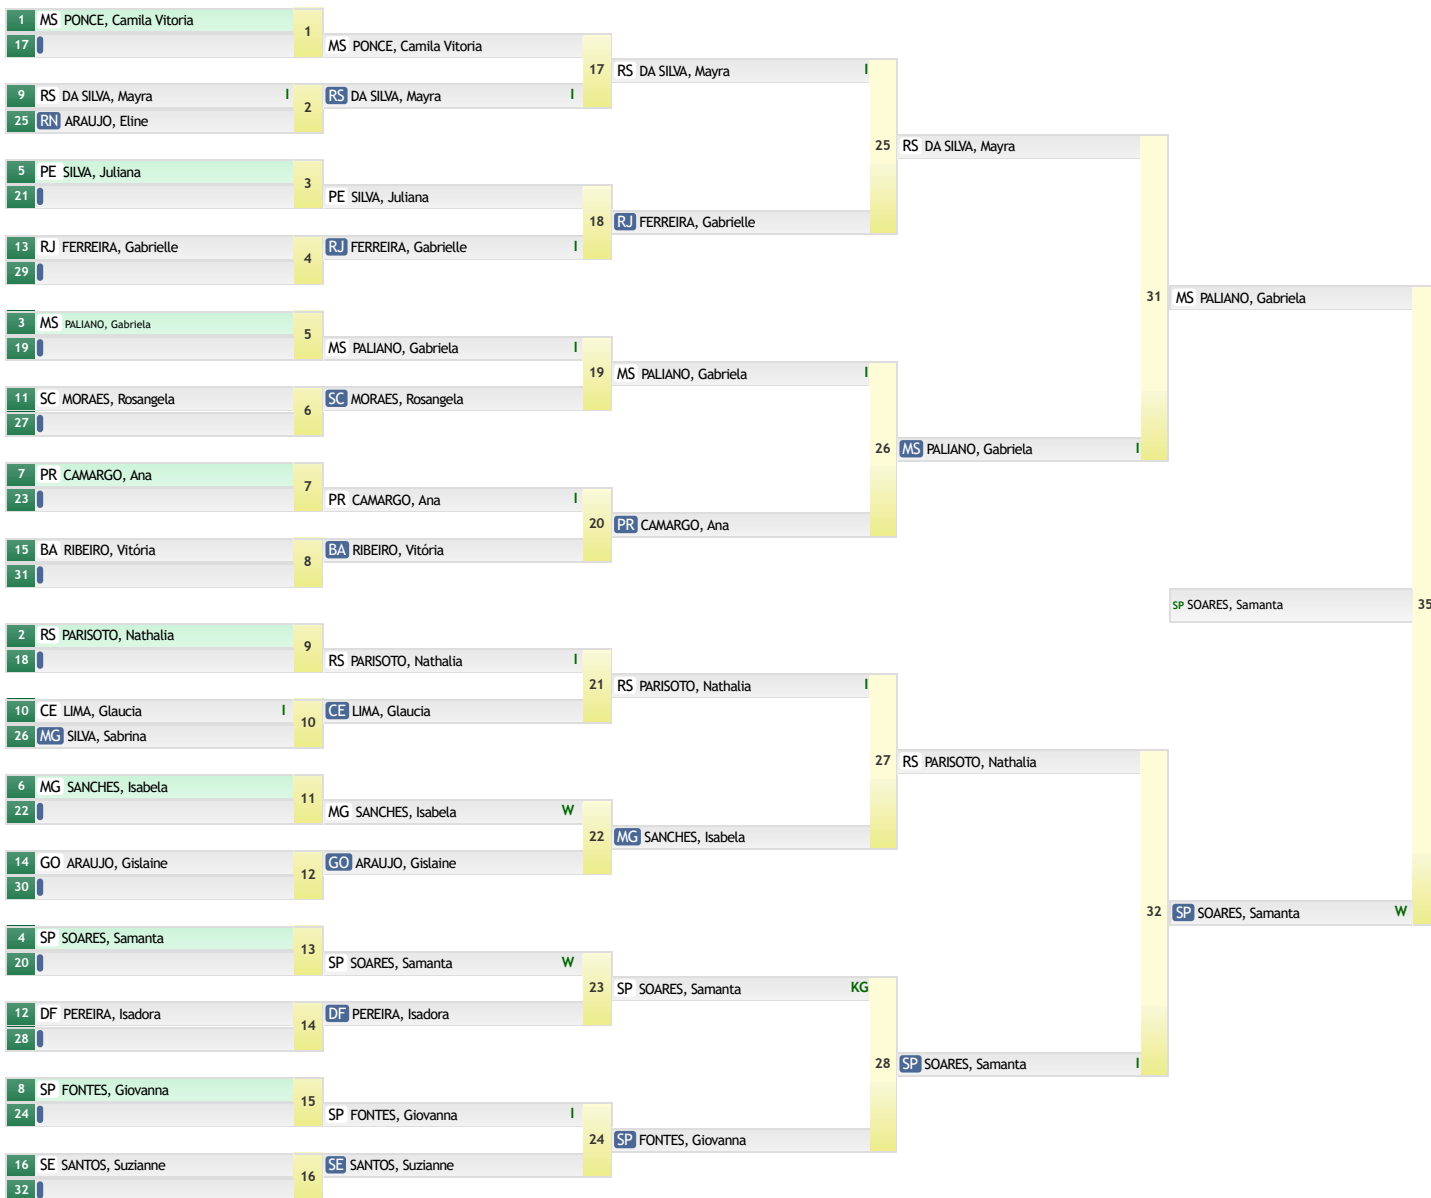 1 MS PONCE, Camila Vitoria
17
1
MS PONCE, Camila Vitoria
9 RS DA SILVA, Mayra I
25 RN ARAUJO, Eline
2
RS DA SILVA, Mayra I
17
RS DA SILVA, Mayra I
5 PE SILVA, Juliana
21
3
PE SILVA, Juliana
13 RJ FERREIRA, Gabrielle
29
4
RJ FERREIRA, Gabrielle I
18
RJ FERREIRA, Gabrielle
25
RS DA SILVA, Mayra
3 MS PALIANO, Gabriela
19
5
MS PALIANO, Gabriela I
11 SC MORAES, Rosangela
27
6
SC MORAES, Rosangela
19
MS PALIANO, Gabriela I
7 PR CAMARGO, Ana
23
7
PR CAMARGO, Ana I
15 BA RIBEIRO, Vitória
31
8
BA RIBEIRO, Vitória
20
PR CAMARGO, Ana
26
MS PALIANO, Gabriela I
31
MS PALIANO, Gabriela
SP SOARES, Samanta
35
2 RS PARISOTO, Nathalia
18
9
RS PARISOTO, Nathalia I
10 CE LIMA, Glaucia I
26 MG SILVA, Sabrina
10
CE LIMA, Glaucia
21
RS PARISOTO, Nathalia I
6 MG SANCHES, Isabela
22
11
MG SANCHES, Isabela W
14 GO ARAUJO, Gislaine
30
12
GO ARAUJO, Gislaine
22
MG SANCHES, Isabela
27
RS PARISOTO, Nathalia
4 SP SOARES, Samanta
20
13
SP SOARES, Samanta W
12 DF PEREIRA, Isadora
28
14
DF PEREIRA, Isadora
23
SP SOARES, Samanta KG
8 SP FONTES, Giovanna
24
15
SP FONTES, Giovanna I
16 SE SANTOS, Suzianne
32
16
SE SANTOS, Suzianne
24
SP FONTES, Giovanna
28
SP SOARES, Samanta I
32
SP SOARES, Samanta W